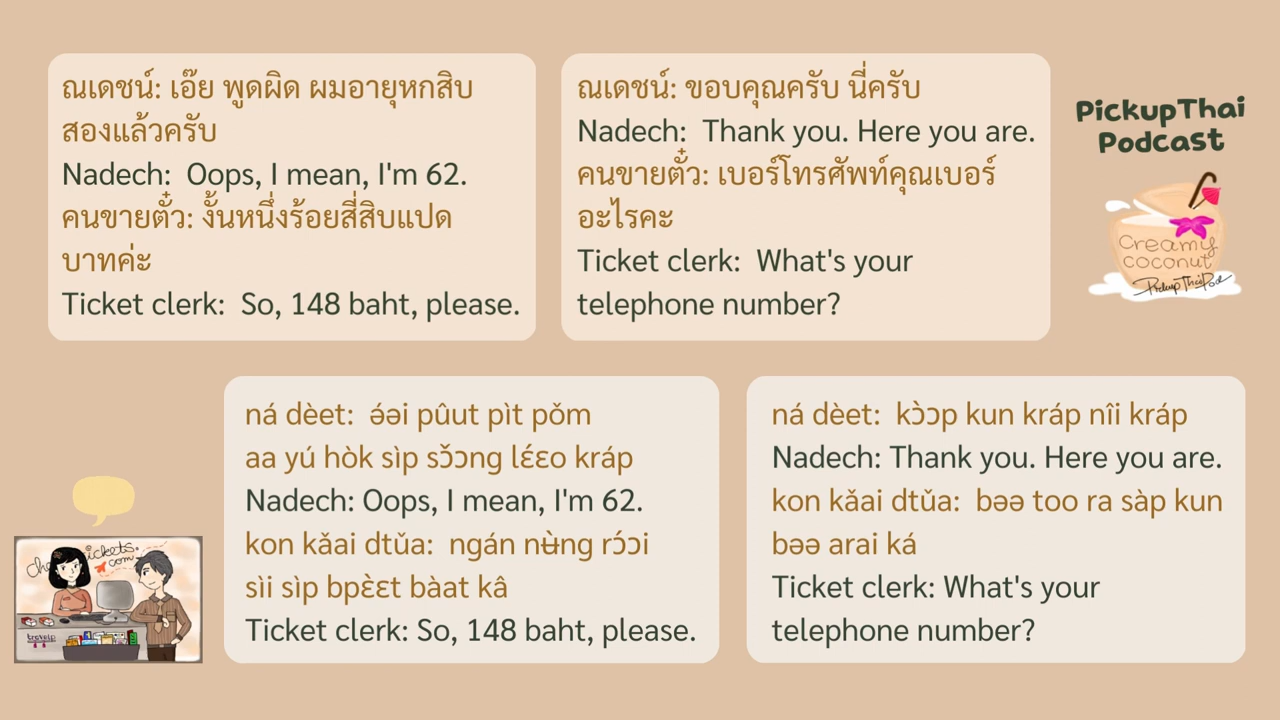 ณเดชน์: เอ๊ย พูดผิด ผมอายุหกสิบ
สองแล้วครับ
Nadech:  Oops, I mean, I'm 62.
คนขายตั๋ว: งั้นหนึ่งร้อยสี่สิบแปด
บาทค่ะ
Ticket clerk:  So, 148 baht, please.
ณเดชน์: ขอบคุณครับ นี่ครับ
Nadech:  Thank you. Here you are.
คนขายตั๋ว: เบอร์โทรศัพท์คุณเบอร์
อะไรคะ
Ticket clerk:  What's your
telephone number?
PickupThai
Podcast
Creamy
coconut
PickupThaiPod
ná dèet:  ə́əi pûut pìt pǒm
aa yú hòk sìp sɔ̌ɔng lɛ́ɛo kráp
Nadech: Oops, I mean, I'm 62.
kon kǎai dtǔa:  ngán nʉ̀ng rɔ́ɔi
sìi sìp bpɛ̀ɛt bàat kâ
Ticket clerk: So, 148 baht, please.
ná dèet:  kɔ̀ɔp kun kráp nîi kráp
Nadech: Thank you. Here you are.
kon kǎai dtǔa:  bəə too ra sàp kun
bəə arai ká
Ticket clerk: What's your
telephone number?